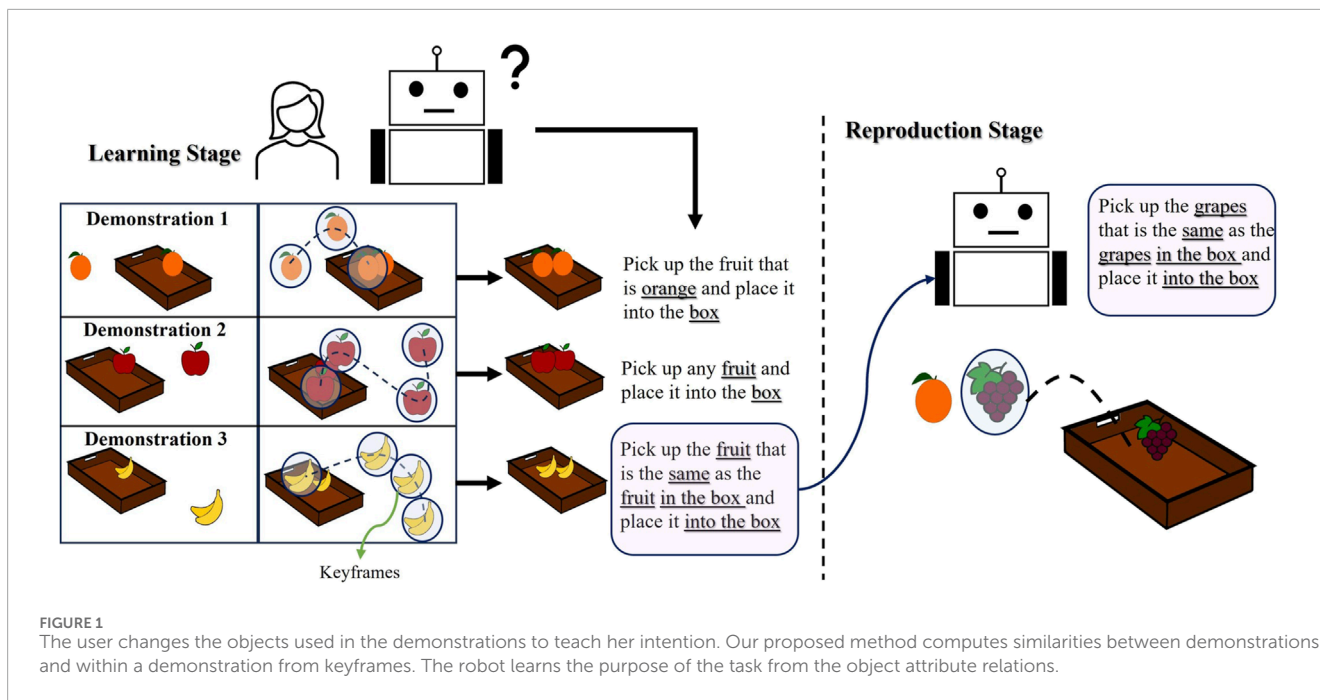 ?
Learning Stage
Demonstration 1
Pick up the fruit that
is orange and place it
into the box
Demonstration 2
Pick up any fruit and
place it into the box
Demonstration 3
Pick up the fruit that
is the same as the
fruit in the box and
place it into the box
Keyframes
Reproduction Stage
Pick up the grapes
that is the same as the
grapes in the box and
place it into the box
FIGURE 1
The user changes the objects used in the demonstrations to teach her intention. Our proposed method computes similarities between demonstrations
and within a demonstration from keyframes. The robot learns the purpose of the task from the object attribute relations.